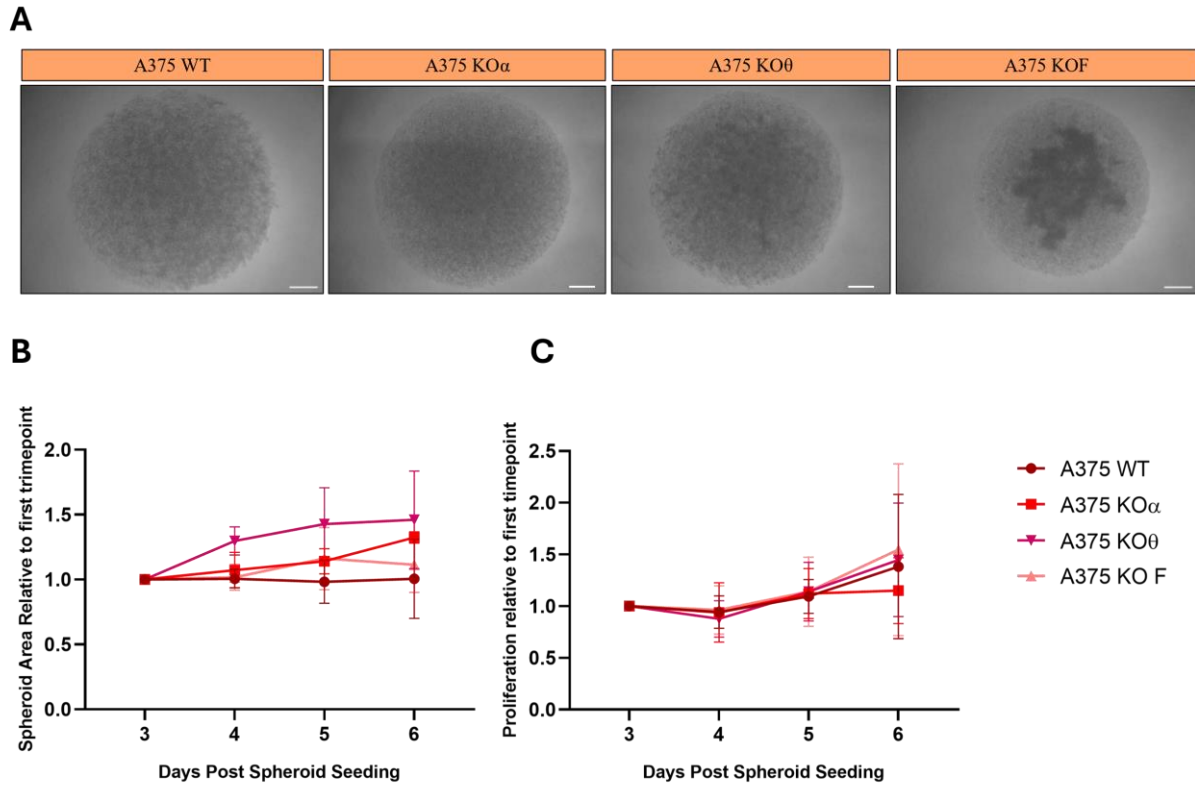 A
A375 WT
A375 KOα
A375 KOθ
A375 KOF
B
C
Spheroid Area Relative to first trimepoint
2.0
1.5
1.0
0.5
0.0
3 4 5 6
Days Post Spheroid Seeding
Proliferation relative to first timepoint
2.5
2.0
1.5
1.0
0.5
0.0
3 4 5 6
Days Post Spheroid Seeding
A375 WT
A375 KOα
A375 KOθ
A375 KO F